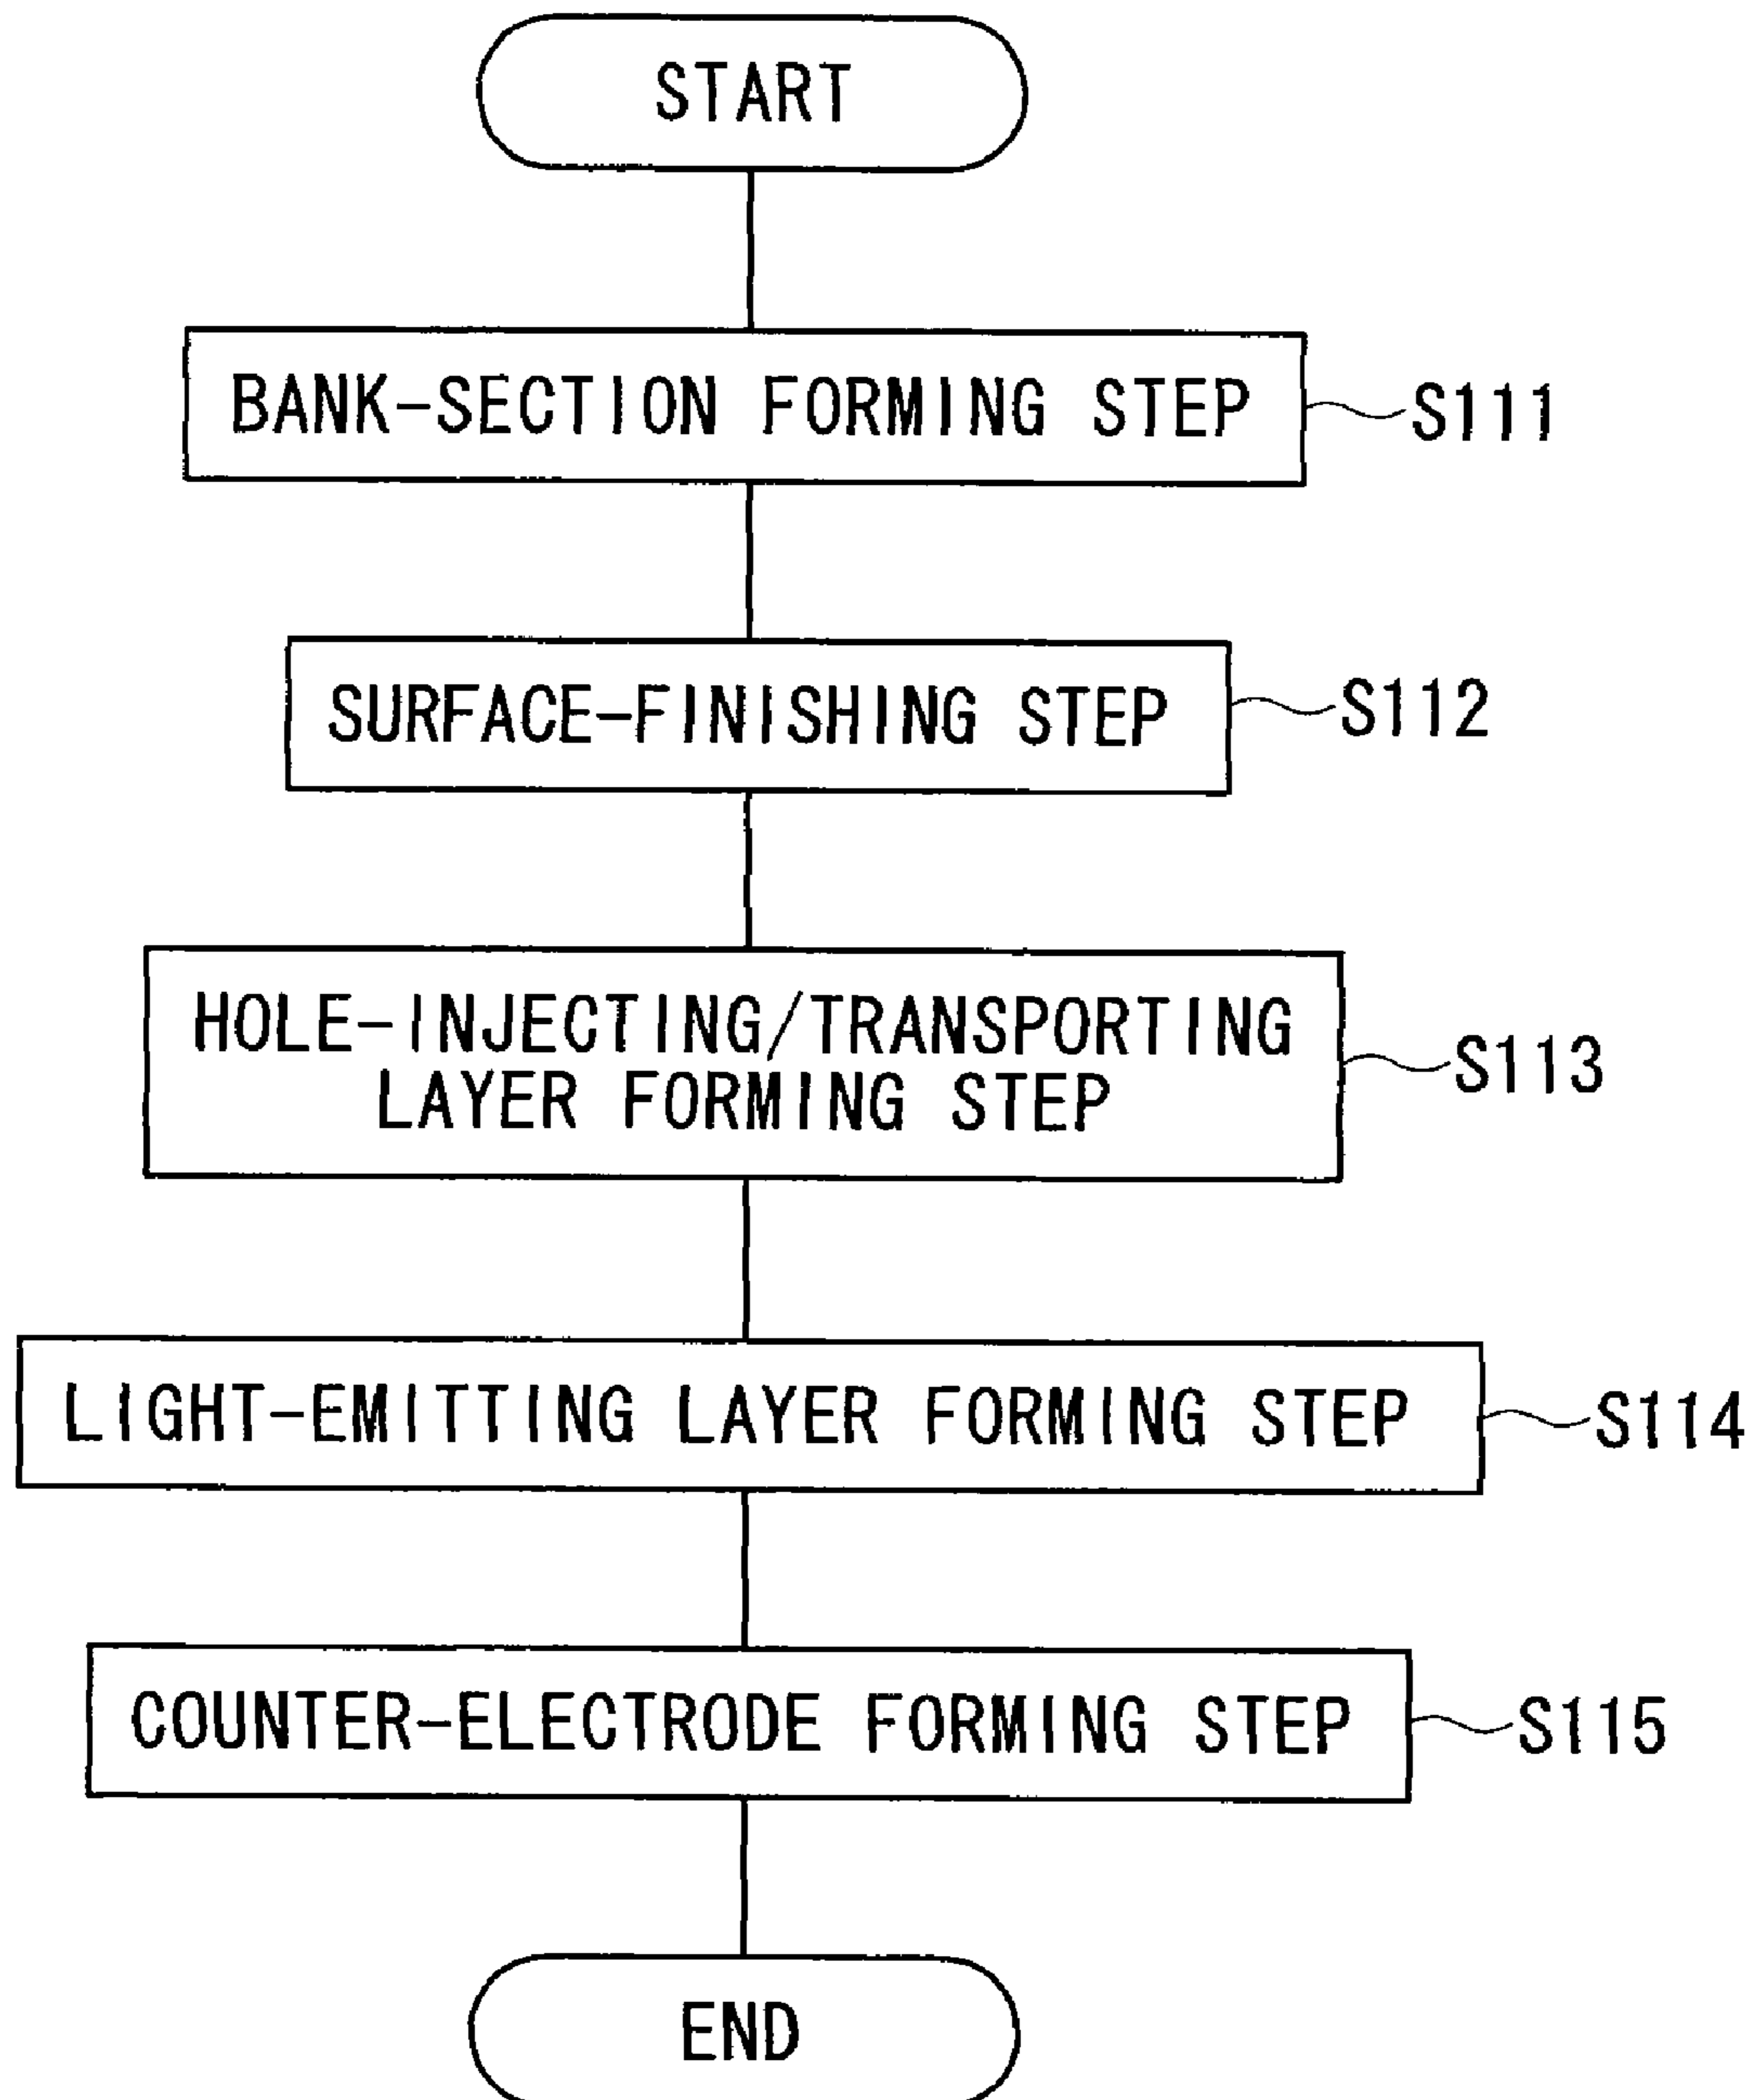 START
BANK-SECTION FORMING STEP
S111
SURFACE-FINISHING STEP
S112
HOLE-INJECTING/TRANSPORTING
LAYER FORMING STEP
S113
LIGHT-EMITTING LAYER FORMING STEP
S114
COUNTER-ELECTRODE FORMING STEP
S115
END